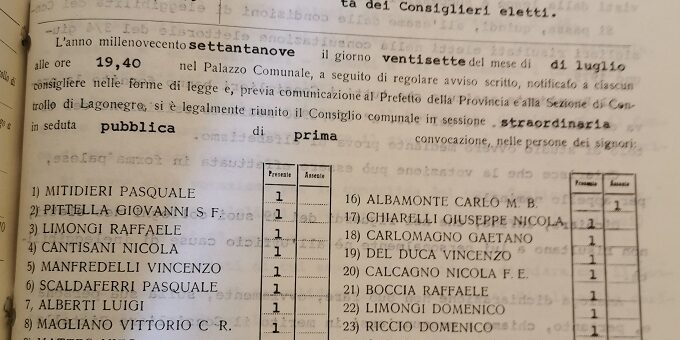 ta dei Consiglieri eletti.
L'anno millenovecento settantanove il giorno ventisette del mese di di luglio
alle ore 19,40 nel Palazzo Comunale, a seguito di regolare avviso scritto, notificato a ciascun
consigliere nelle forme di legge e, previa comunicazione al Prefetto della Provincia e alla Sezione di Con-
trollo di Lagonegro, si è legalmente riunito il Consiglio comunale in sessione straordinaria
in seduta pubblica di prima convocazione, nelle persone dei signori:
Presente Assente
1) MITIDIERI PASQUALE 1
2) PITTELLA GIOVANNI S F. 1
3) LIMONGI RAFFAELE 1
4) CANTISANI NICOLA 1
5) MANFREDELLI VINCENZO 1
6) SCALDAFERRI PASQUALE 1
7, ALBERTI LUIGI 1
8) MAGLIANO VITTORIO C R. 1
Presente Assente
16) ALBAMONTE CARLO M. B. 1
17) CHIARELLI GIUSEPPE NICOLA 1
18) CARLOMAGNO GAETANO 1
19) DEL DUCA VINCENZO 1
20) CALCAGNO NICOLA F. E. 1
21) BOCCIA RAFFAELE 1
22) LIMONGI DOMENICO 1
23) RICCIO DOMENICO 1